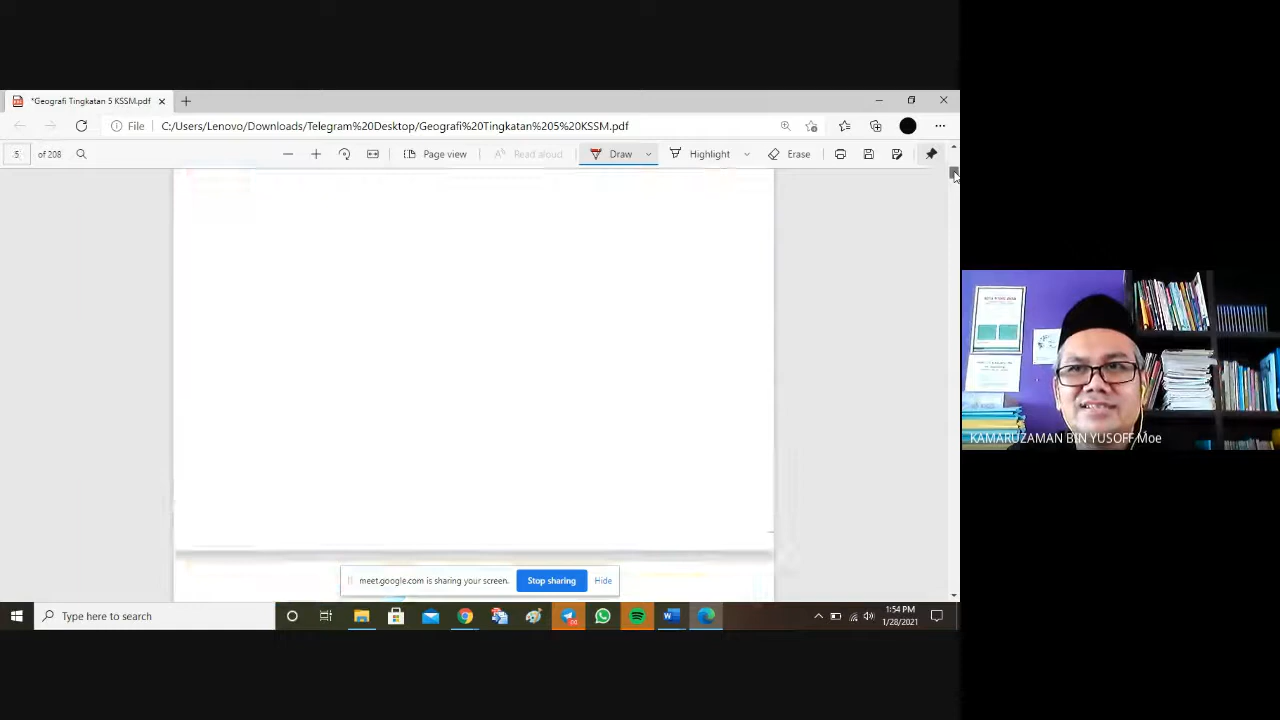 *Geografi Tingkatan 5 KSSM.pdf
File
C:/Users/Lenovo/Downloads/Telegram%20Desktop/Geografi%20Tingkatan%205%20KSSM.pdf
5 of 208
Page view
Read aloud
Draw
Highlight
Erase
KAMARUZAMAN BIN YUSOFF Moe
meet.google.com is sharing your screen.
Stop sharing
Hide
Type here to search
1:54 PM
1/28/2021